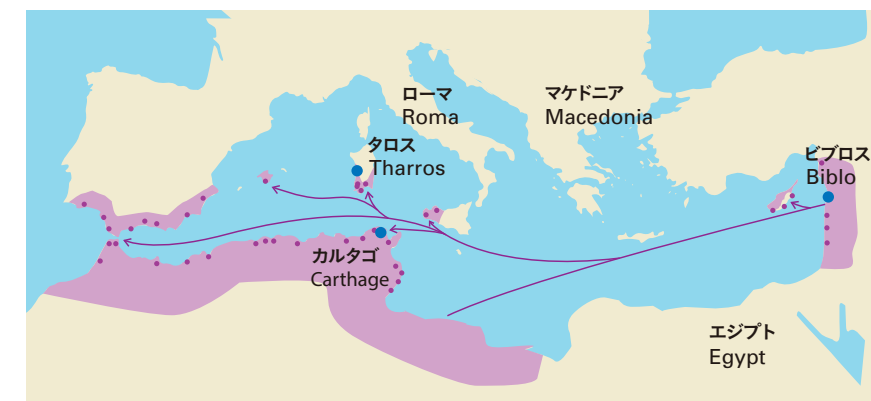 ローマ
Roma
マケドニア
Macedonia
タロス
Tharros
ビブロス
Biblo
カルタゴ
Carthage
エジプト
Egypt